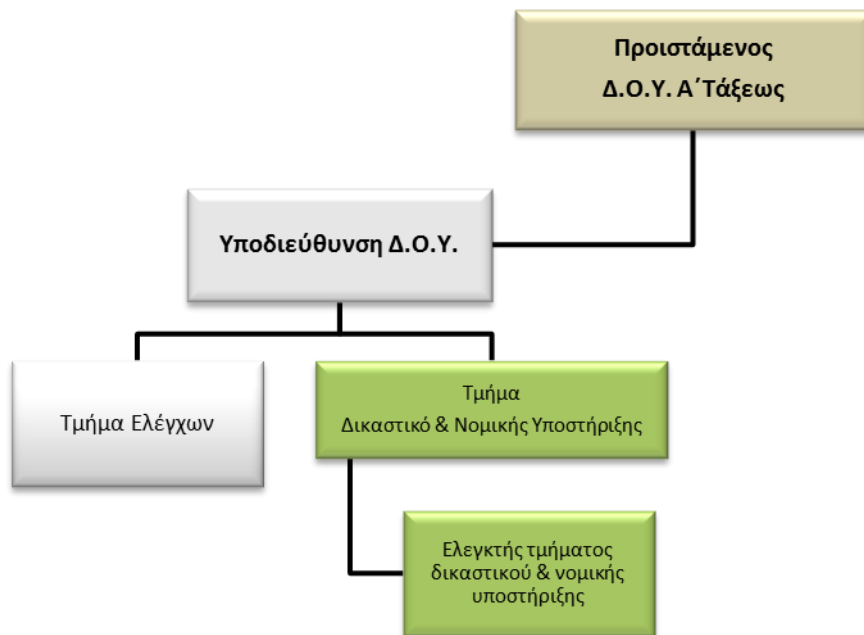 Προιστάμενος
Δ.Ο.Υ. Α΄Τάξεως
Υποδιεύθυνση Δ.Ο.Υ.
Τμήμα Ελέγχων
Τμήμα
Δικαστικό & Νομικής Υποστήριξης
Ελεγκτής τμήματος
δικαστικού & νομικής
υποστήριξης